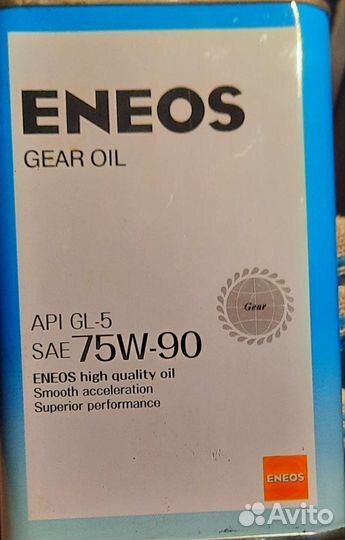 ENEOS
GEAR OIL
Gear
API GL-5
SAE 75W-90
ENEOS high quality oil
Smooth acceleration
Superior performance
ENEOS
Avito